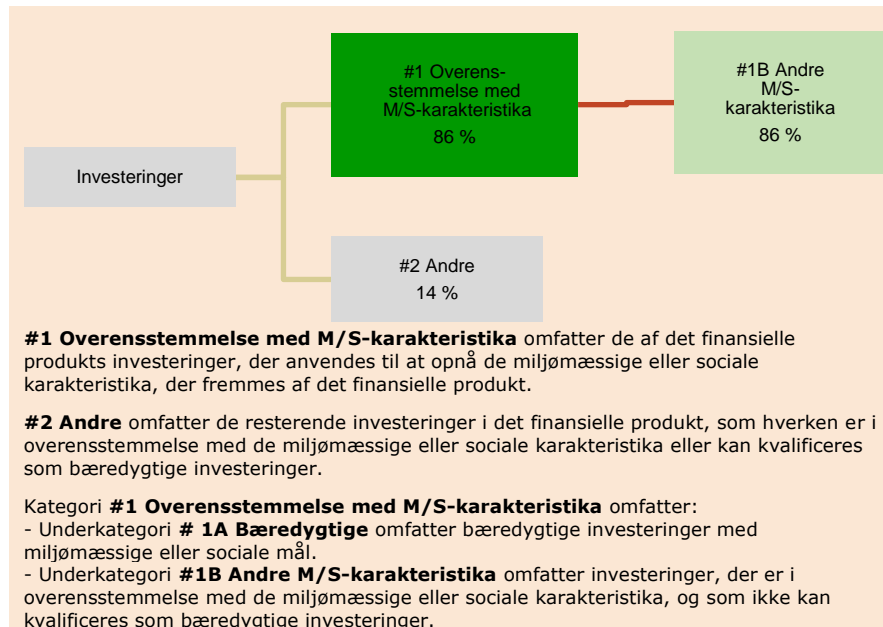 #1 Overens-
stemmelse med
M/S-karakteristika
86 %
#1B Andre
M/S-
karakteristika
86 %
Investeringer
#2 Andre
14 %
#1 Overensstemmelse med M/S-karakteristika omfatter de af det finansielle
produkts investeringer, der anvendes til at opnå de miljømæssige eller sociale
karakteristika, der fremmes af det finansielle produkt.
#2 Andre omfatter de resterende investeringer i det finansielle produkt, som hverken er i
overensstemmelse med de miljømæssige eller sociale karakteristika eller kan kvalificeres
som bæredygtige investeringer.
Kategori #1 Overensstemmelse med M/S-karakteristika omfatter:
- Underkategori # 1A Bæredygtige omfatter bæredygtige investeringer med
miljømæssige eller sociale mål.
- Underkategori #1B Andre M/S-karakteristika omfatter investeringer, der er i
overensstemmelse med de miljømæssige eller sociale karakteristika, og som ikke kan
kvalificeres som bæredygtige investeringer.